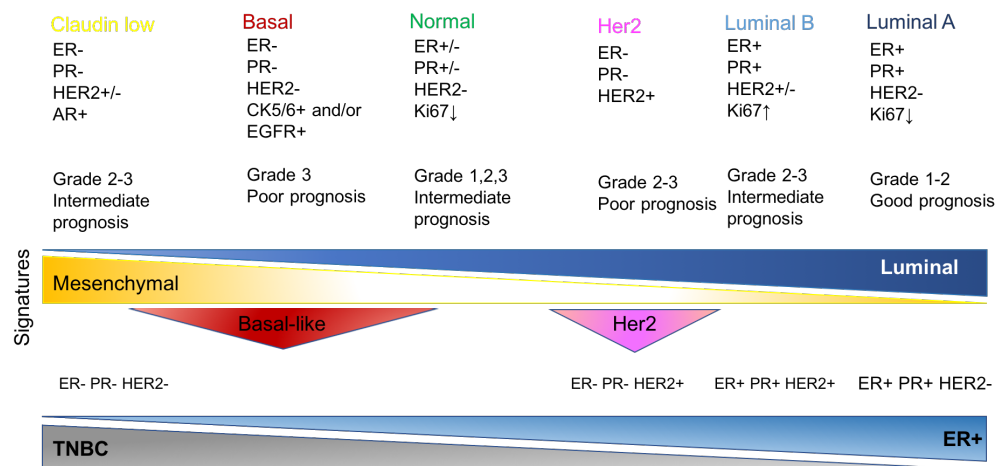 Claudin low
ER-
PR-
HER2+/-
AR+
Grade 2-3
Intermediate
prognosis
Basal
ER-
PR-
HER2-
CK5/6+ and/or
EGFR+
Grade 3
Poor prognosis
Normal
ER+/-
PR+/-
HER2-
Ki67↓
Grade 1,2,3
Intermediate
prognosis
Her2
ER-
PR-
HER2+
Grade 2-3
Poor prognosis
Luminal B
ER+
PR+
HER2+/-
Ki67↑
Grade 2-3
Intermediate
prognosis
Luminal A
ER+
PR+
HER2-
Ki67↓
Grade 1-2
Good prognosis
Signatures
Luminal
Mesenchymal
Basal-like
Her2
ER- PR- HER2-
ER- PR- HER2+
ER+ PR+ HER2+
ER+ PR+ HER2-
ER+
TNBC